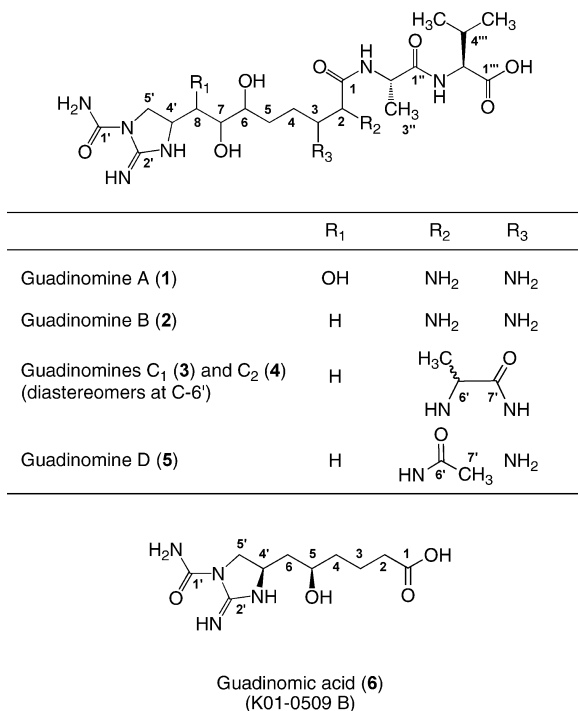 H₃C CH₃
4'''
R₁ OH O H O OH
H₂N 5' 4' 7 5 3 1 N 1'' N 1'''
N 8 6 4 2 R₂ CH₃ H O
1' OH R₃ 3''
O 2' NH
HN
R₁ R₂ R₃
Guadinomine A (1) OH NH₂ NH₂
Guadinomine B (2) H NH₂ NH₂
Guadinomines C₁ (3) and C₂ (4) H H₃C O
(diastereomers at C-6') 6' 7'
HN NH
O 7'
Guadinomine D (5) H HN 6' CH₃ NH₂
H₂N 5' 4' 5 3 1 OH
N 6 4 2
1' OH O
O 2' NH
HN
Guadinomic acid (6)
(K01-0509 B)